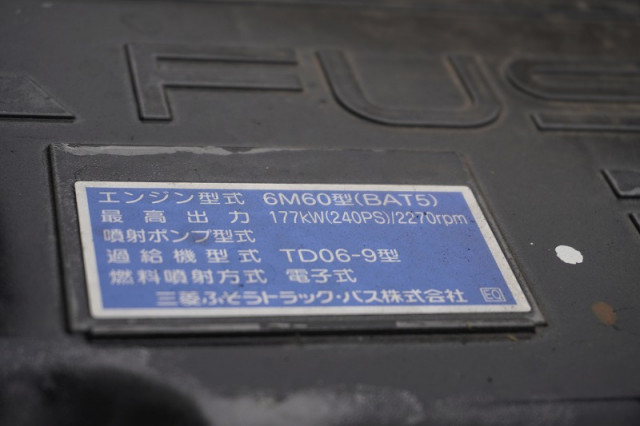 FUS
エンジン型式 6M60型(BAT5)
最高出力 177kW(240PS)/2270rpm
噴射ポンプ型式
過給機型式 TD06-9型
燃料噴射方式 電子式
三菱ふそうトラック・バス株式会社 EO